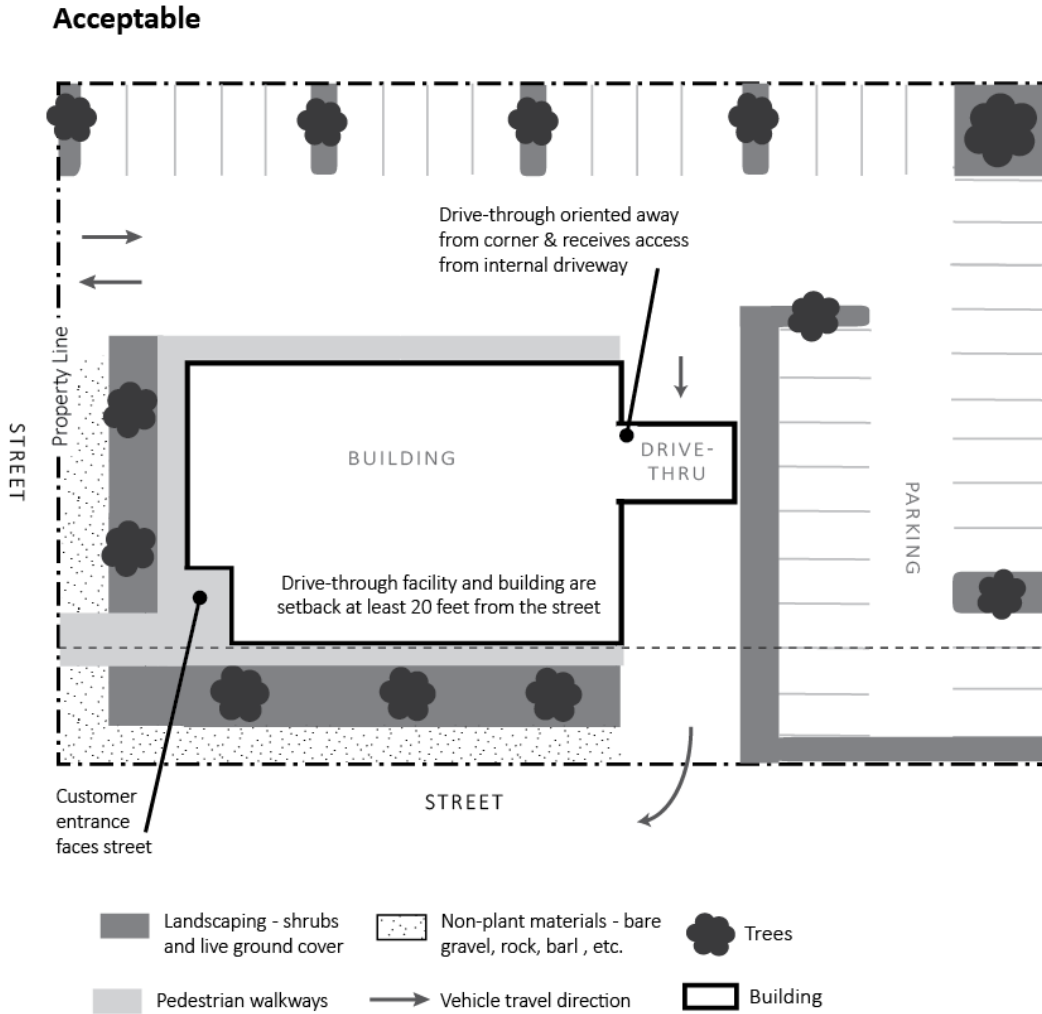 Acceptable
Drive-through oriented away
from corner & receives access
from internal driveway
Property Line
STREET
BUILDING
DRIVE-
THRU
PARKING
Drive-through facility and building are
setback at least 20 feet from the street
Customer
entrance
faces street
STREET
Landscaping - shrubs
and live ground cover
Non-plant materials - bare
gravel, rock, barl , etc.
Trees
Pedestrian walkways
Vehicle travel direction
Building